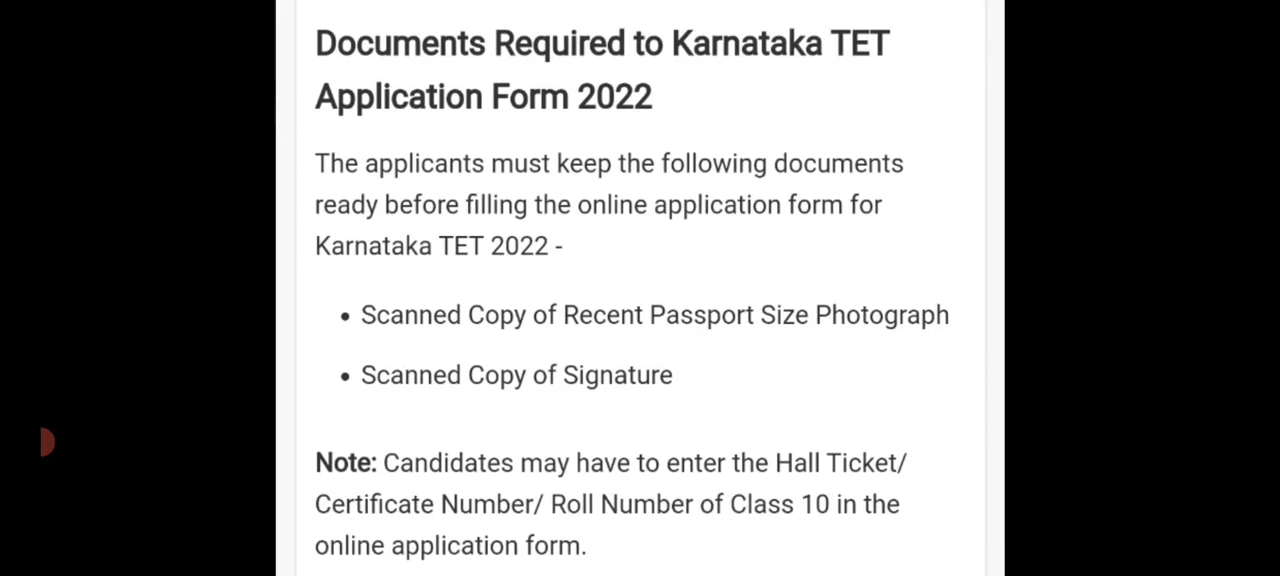 Documents Required to Karnataka TET
Application Form 2022
The applicants must keep the following documents
ready before filling the online application form for
Karnataka TET 2022 -
• Scanned Copy of Recent Passport Size Photograph
• Scanned Copy of Signature
Note: Candidates may have to enter the Hall Ticket/
Certificate Number/ Roll Number of Class 10 in the
online application form.